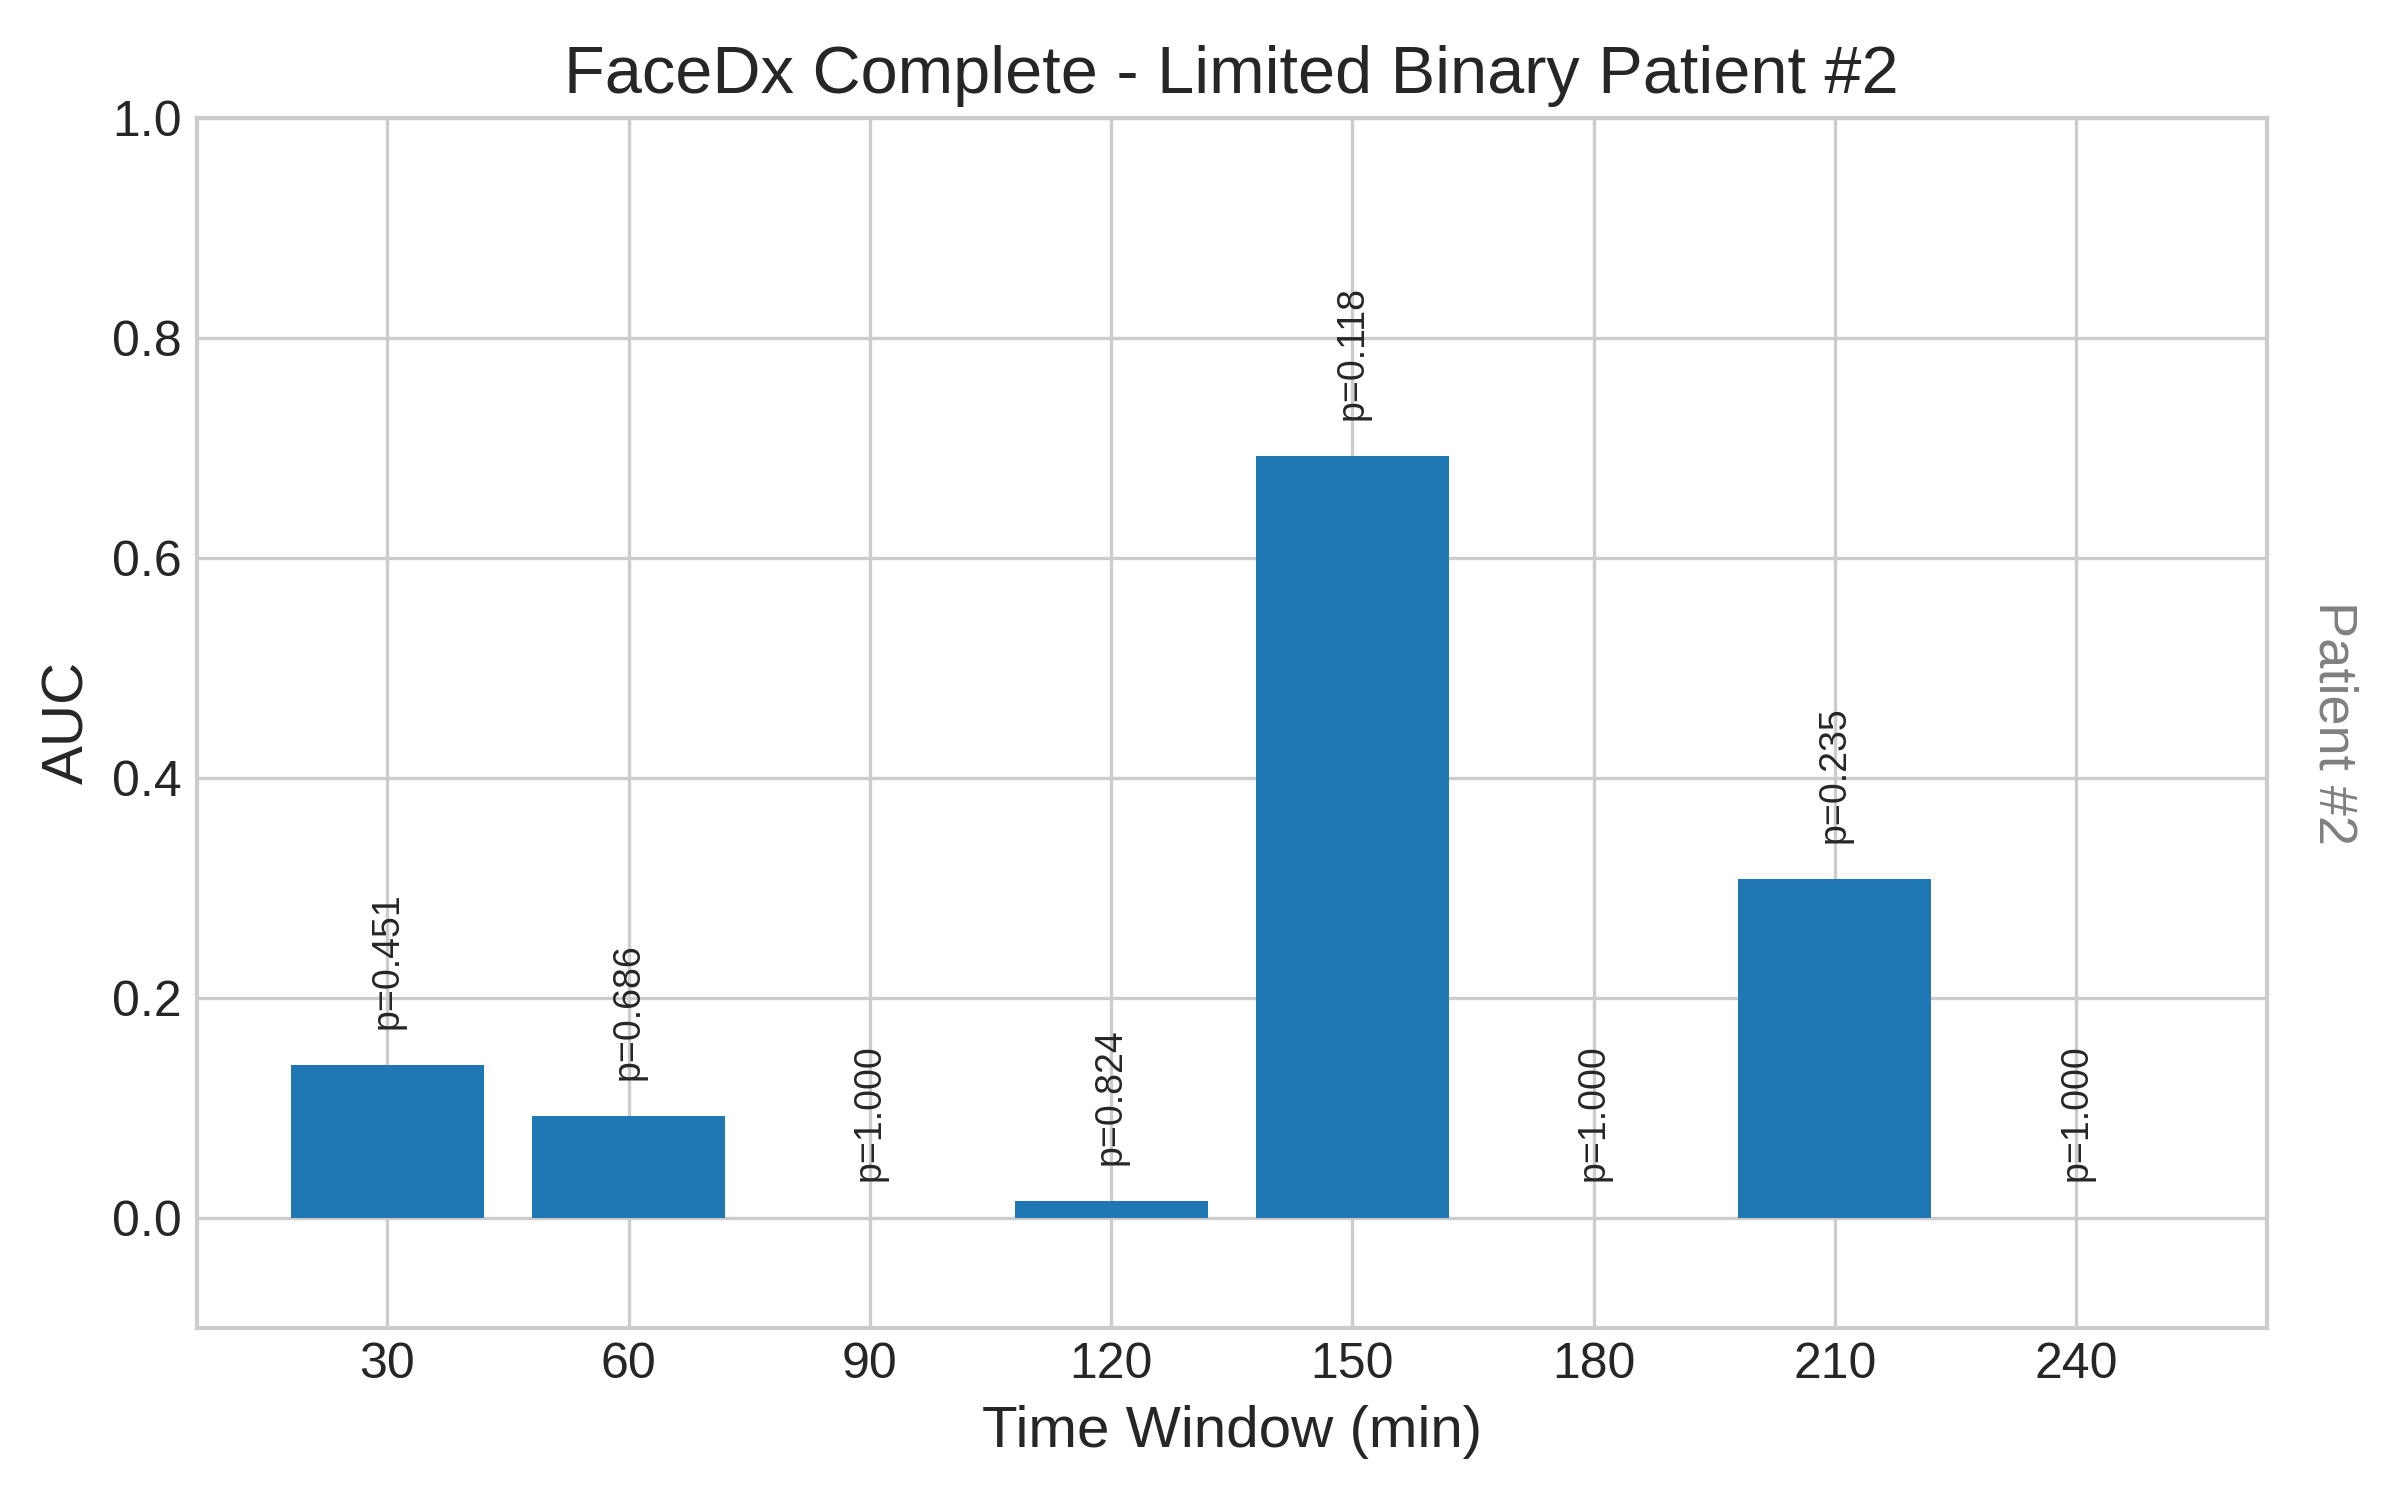 FaceDx Complete - Limited Binary Patient #2
AUC
1.0
0.8
0.6
0.4
0.2
0.0
p=0.451
p=0.686
p=1.000
p=0.824
p=0.118
p=1.000
p=0.235
p=1.000
30 60 90 120 150 180 210 240
Time Window (min)
Patient #2